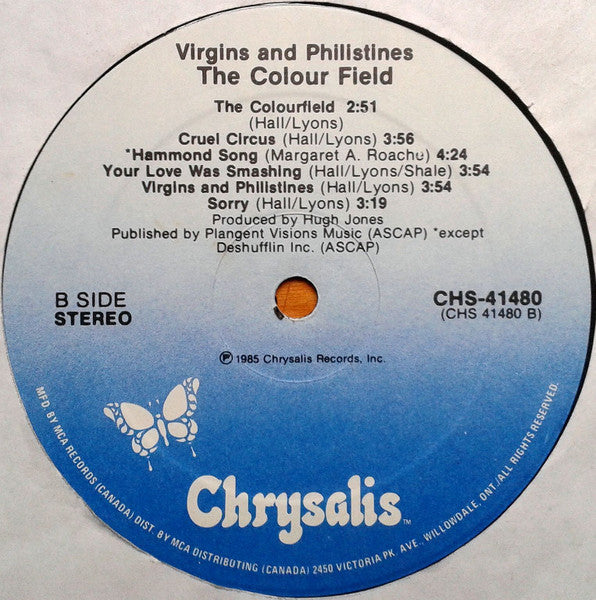 Virgins and Philistines
The Colour Field
The Colourfield 2:51
(Hall/Lyons)
Cruel Circus (Hall/Lyons) 3:56
*Hammond Song (Margaret A. Roachu) 4:24
Your Love Was Smashing (Hall/Lyons/Shale) 3:54
Virgins and Philistines (Hall/Lyons) 3:54
Sorry (Hall/Lyons) 3:19
Produced by Hugh Jones
Published by Plangent Visions Music (ASCAP) *except
Deshufflin Inc. (ASCAP)
B SIDE
STEREO
CHS-41480
(CHS 41480 B)
℗ 1985 Chrysalis Records, Inc.
Chrysalis™
MFD. BY MCA RECORDS (CANADA) DIST. BY MCA DISTRIBUTING (CANADA) 2450 VICTORIA PK. AVE., WILLOWDALE, ONT./ALL RIGHTS RESERVED.